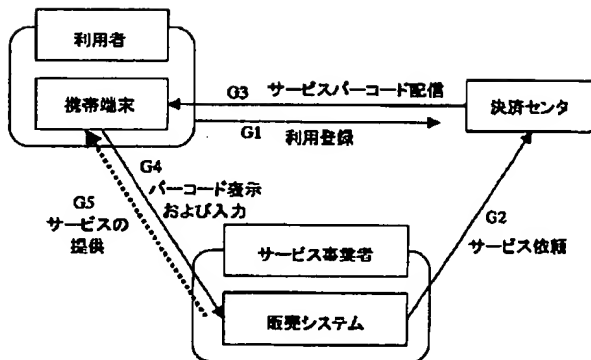 利用者
携帯端末
G3 サービスバーコード配信
G1 利用登録
決済センタ
G4
バーコード表示
および入力
G5
サービスの
提供
G2
サービス依頼
サービス事業者
販売システム